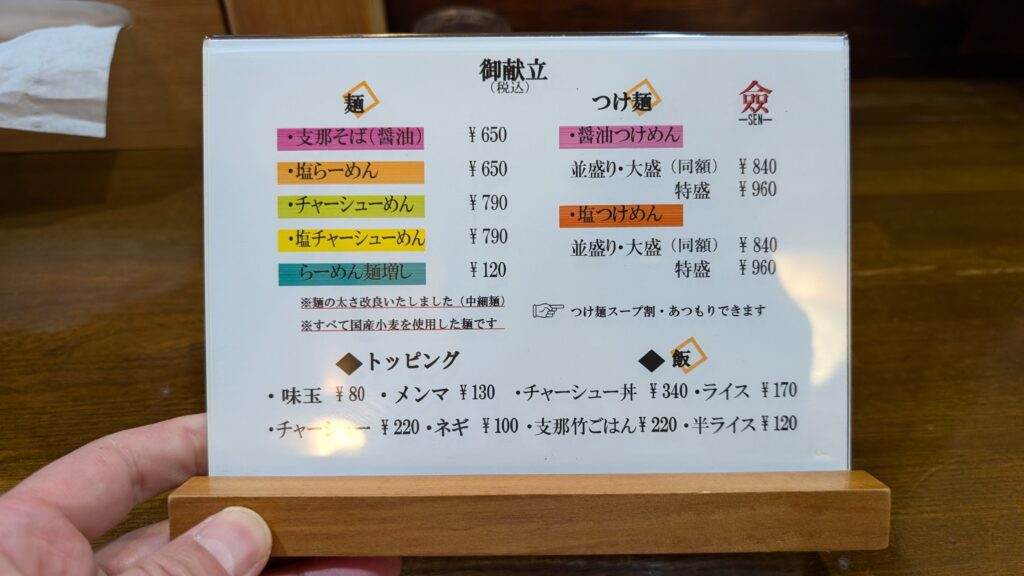 御献立
(税込)
麺
・支那そば(醤油) ¥650
・塩らーめん ¥650
・チャーシューめん ¥790
・塩チャーシューめん ¥790
らーめん麺増し ¥120
※麺の太さ改良いたしました(中細麺)
※すべて国産小麦を使用した麺です
つけ麺
SEN
・醤油つけめん
並盛り・大盛(同額) ¥840
特盛 ¥960
・塩つけめん
並盛り・大盛(同額) ¥840
特盛 ¥960
つけ麺スープ割・あつもりできます
◆トッピング
・味玉 ¥80 ・メンマ ¥130
・チャーシュー ¥220 ・ネギ ¥100
◆飯
・チャーシュー丼 ¥340 ・ライス ¥170
・支那竹ごはん ¥220 ・半ライス ¥120